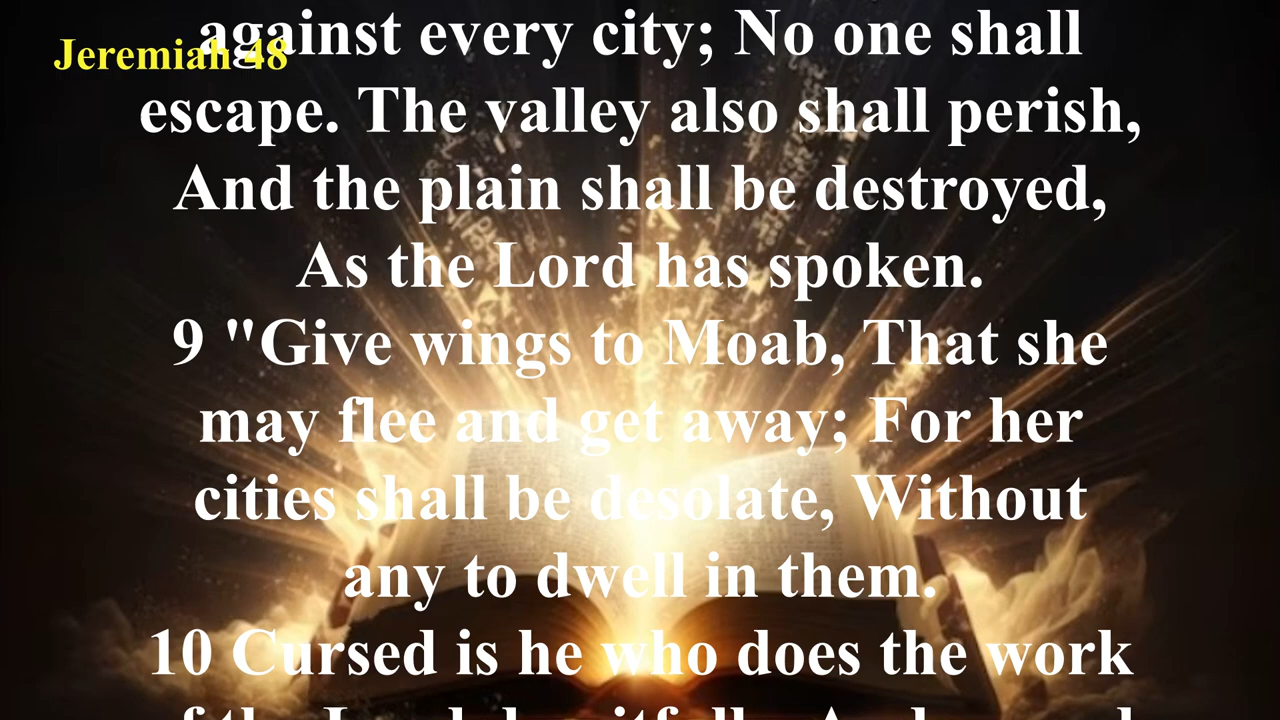 Jeremiah 48
against every city; No one shall
escape. The valley also shall perish,
And the plain shall be destroyed,
As the Lord has spoken.
9 "Give wings to Moab, That she
may flee and get away; For her
cities shall be desolate, Without
any to dwell in them.
10 Cursed is he who does the work
of the Lord